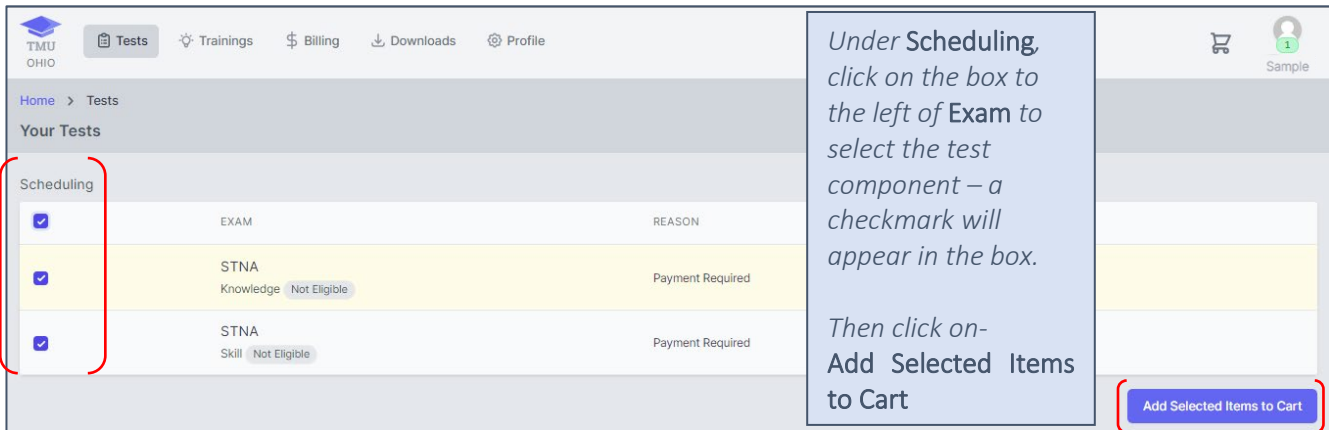 TMU
OHIO
Tests
Trainings
$ Billing
Downloads
Profile
1
Sample
Home > Tests
Your Tests
Scheduling
EXAM
REASON
STNA
Knowledge Not Eligible
Payment Required
STNA
Skill Not Eligible
Payment Required
Under Scheduling,
click on the box to
the left of Exam to
select the test
component – a
checkmark will
appear in the box.
Then click on-
Add Selected Items
to Cart
Add Selected Items to Cart